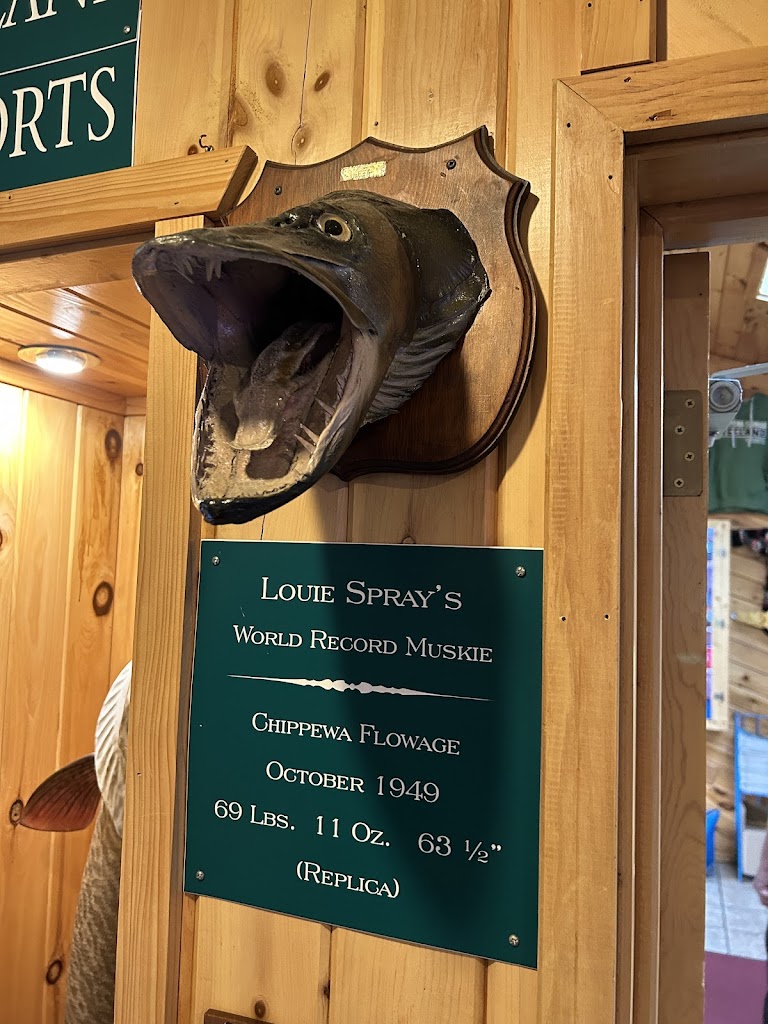 ORTS
LOUIE SPRAY'S
WORLD RECORD MUSKIE
CHIPPEWA FLOWAGE
OCTOBER 1949
69 LBS. 11 OZ. 63 ½"
(REPLICA)